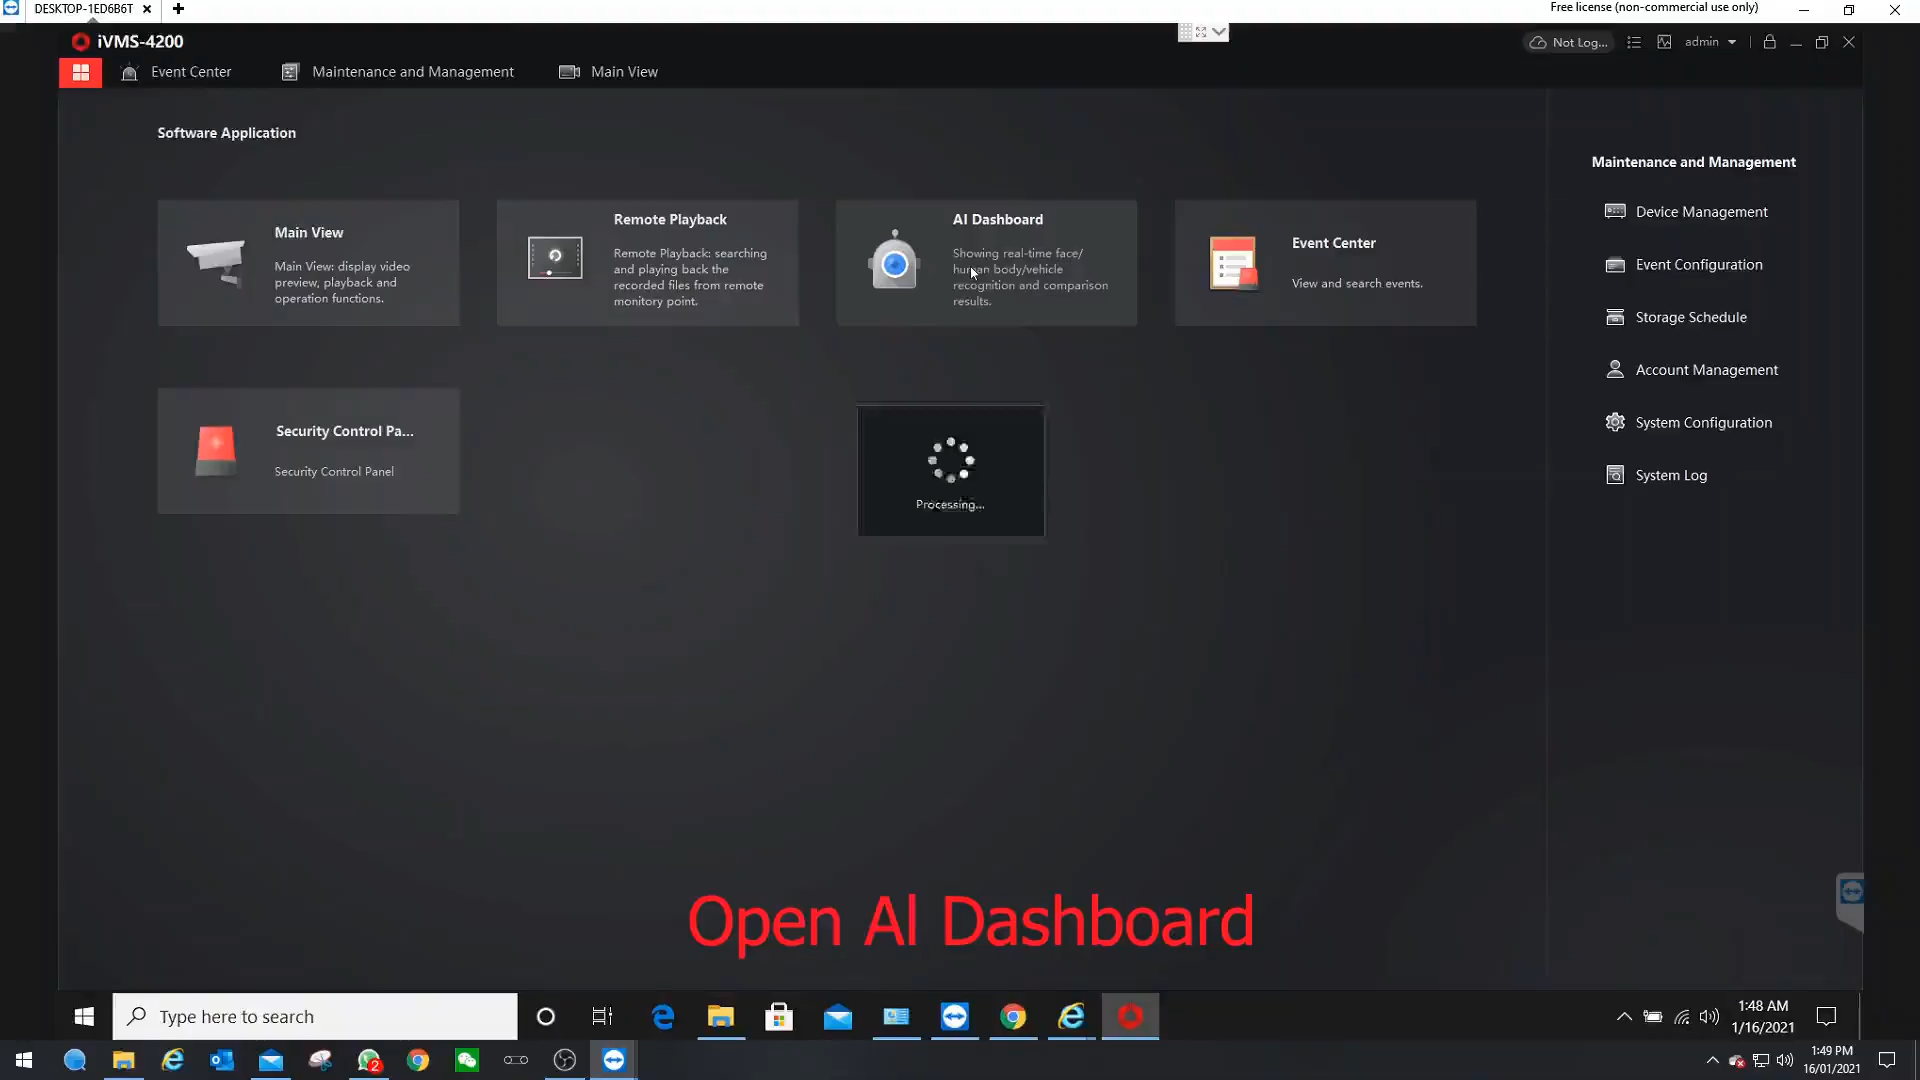 DESKTOP-1ED6B6T
Free license (non-commercial use only)
iVMS-4200
Not Log...
admin
Event Center
Maintenance and Management
Main View
Software Application
Main View
Main View: display video
preview, playback and
operation functions.
Remote Playback
Remote Playback: searching
and playing back the
recorded files from remote
monitory point.
AI Dashboard
Showing real-time face/
human body/vehicle
recognition and comparison
results.
Event Center
View and search events.
Security Control Pa...
Security Control Panel
Processing...
Maintenance and Management
Device Management
Event Configuration
Storage Schedule
Account Management
System Configuration
System Log
Open AI Dashboard
Type here to search
1:48 AM
1/16/2021
2
1:49 PM
16/01/2021